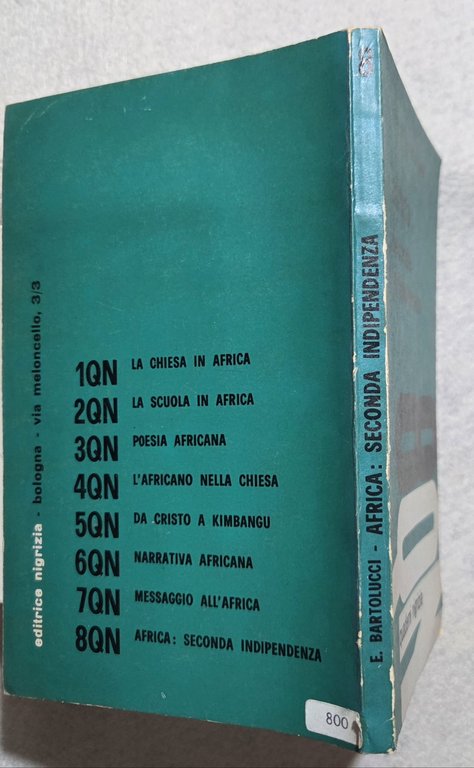 1QN LA CHIESA IN AFRICA
2QN LA SCUOLA IN AFRICA
3QN POESIA AFRICANA
4QN L'AFRICANO NELLA CHIESA
5QN DA CRISTO A KIMBANGU
6QN NARRATIVA AFRICANA
7QN MESSAGGIO ALL'AFRICA
8QN AFRICA: SECONDA INDIPENDENZA
editrice nigrizia - bologna - via meloncello, 3/3
800
E. BARTOLUCCI - AFRICA: SECONDA INDIPENDENZA